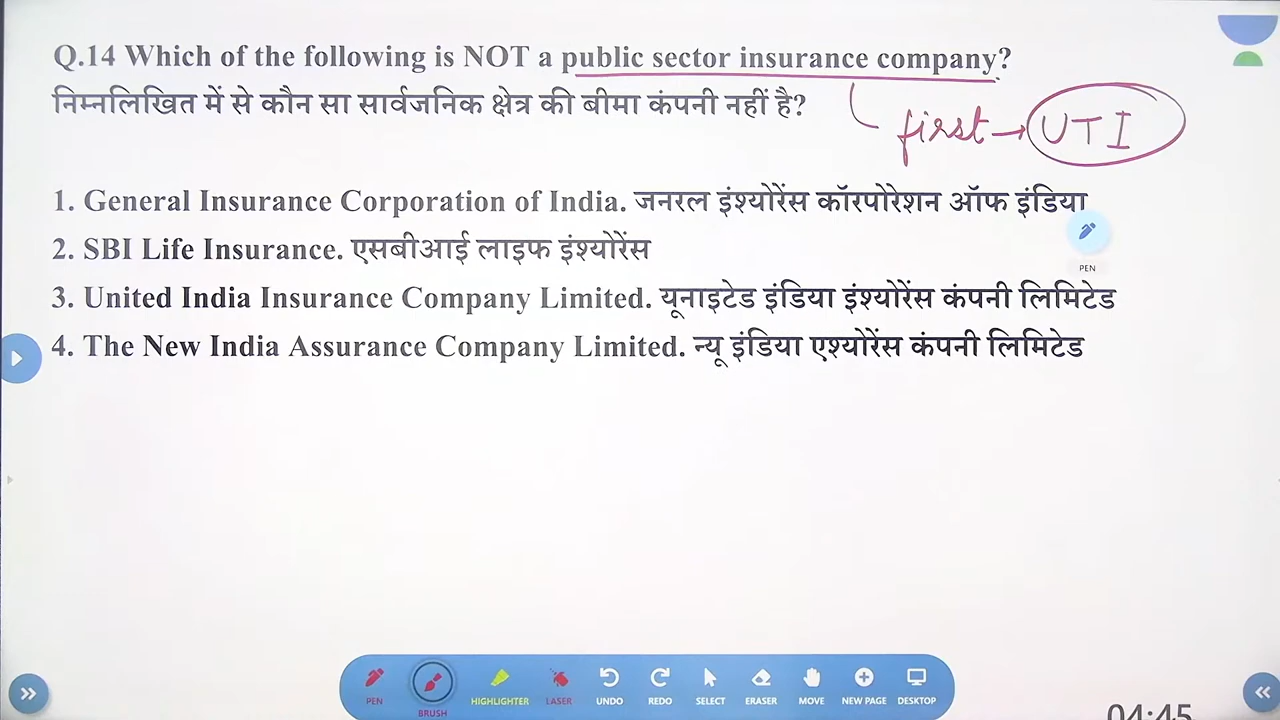 Q.14 Which of the following is NOT a public sector insurance company?
निम्नलिखित में से कौन सा सार्वजनिक क्षेत्र की बीमा कंपनी नहीं है?
first → UTI
1. General Insurance Corporation of India. जनरल इंश्योरेंस कॉरपोरेशन ऑफ इंडिया
2. SBI Life Insurance. एसबीआई लाइफ इंश्योरेंस
PEN
3. United India Insurance Company Limited. यूनाइटेड इंडिया इंश्योरेंस कंपनी लिमिटेड
4. The New India Assurance Company Limited. न्यू इंडिया एश्योरेंस कंपनी लिमिटेड
PEN BRUSH HIGHLIGHTER LASER UNDO REDO SELECT ERASER MOVE NEW PAGE DESKTOP
04:45